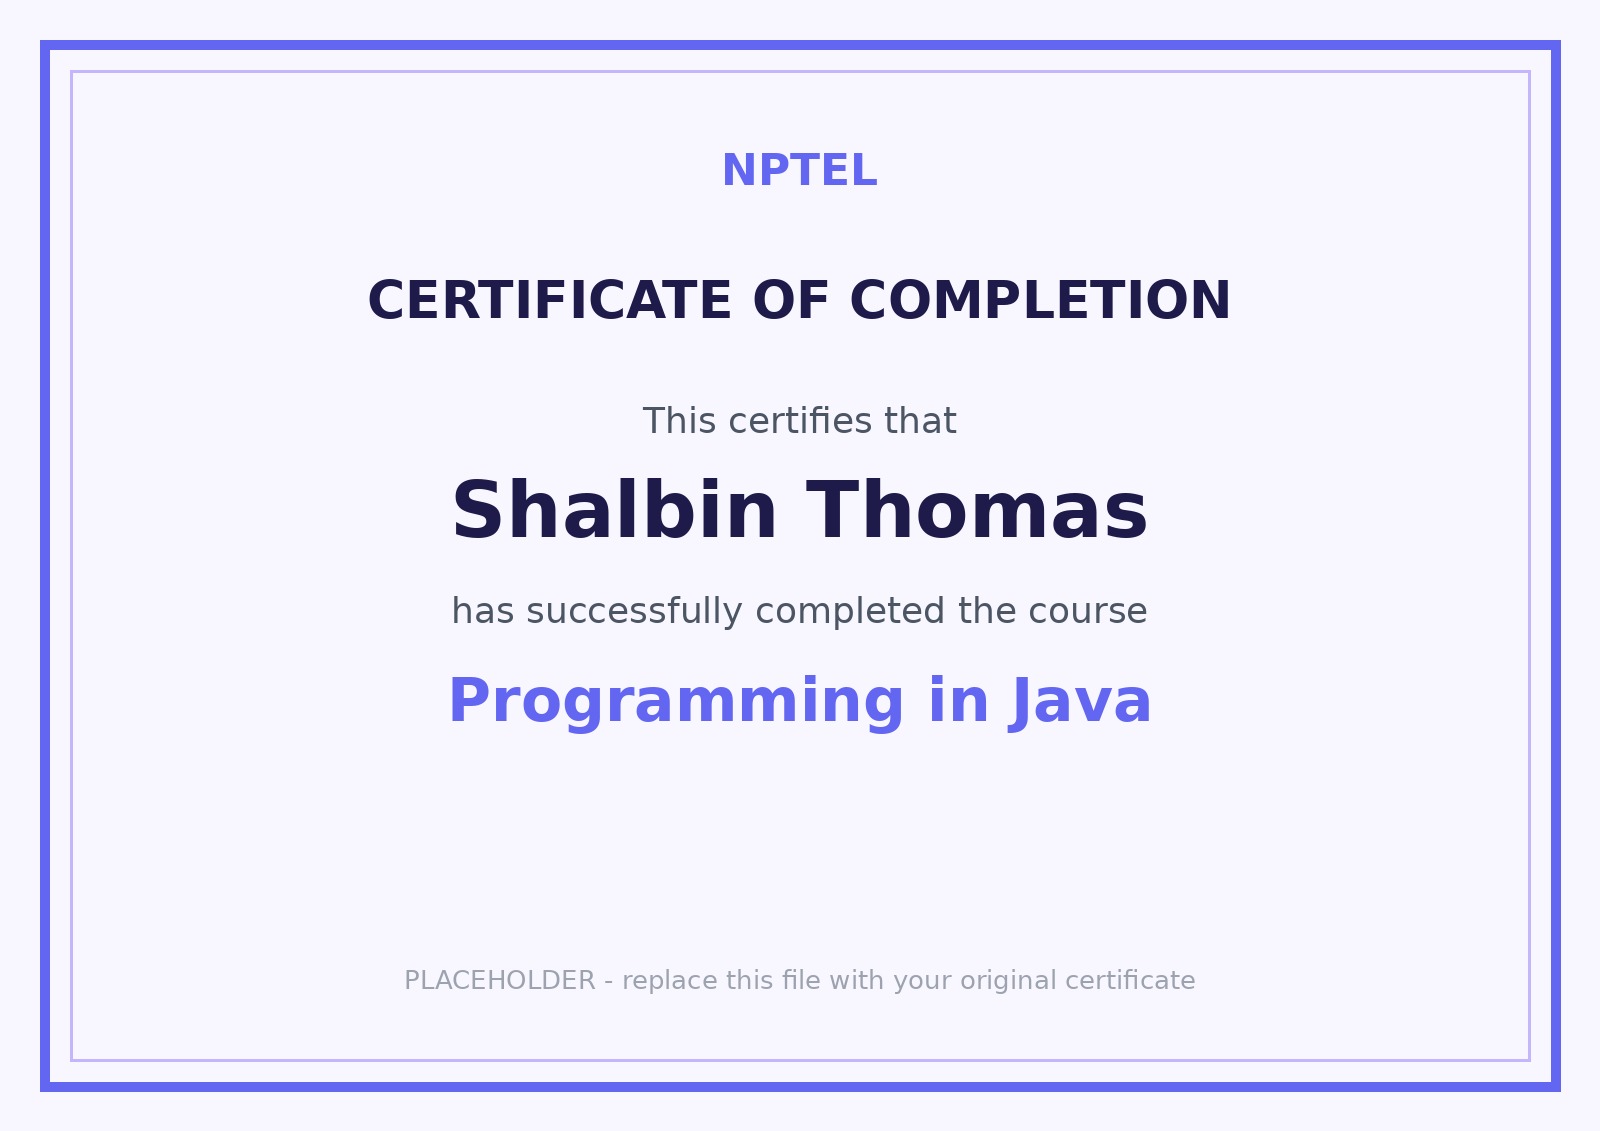 NPTEL
CERTIFICATE OF COMPLETION
This certifies that
Shalbin Thomas
has successfully completed the course
Programming in Java
PLACEHOLDER - replace this file with your original certificate